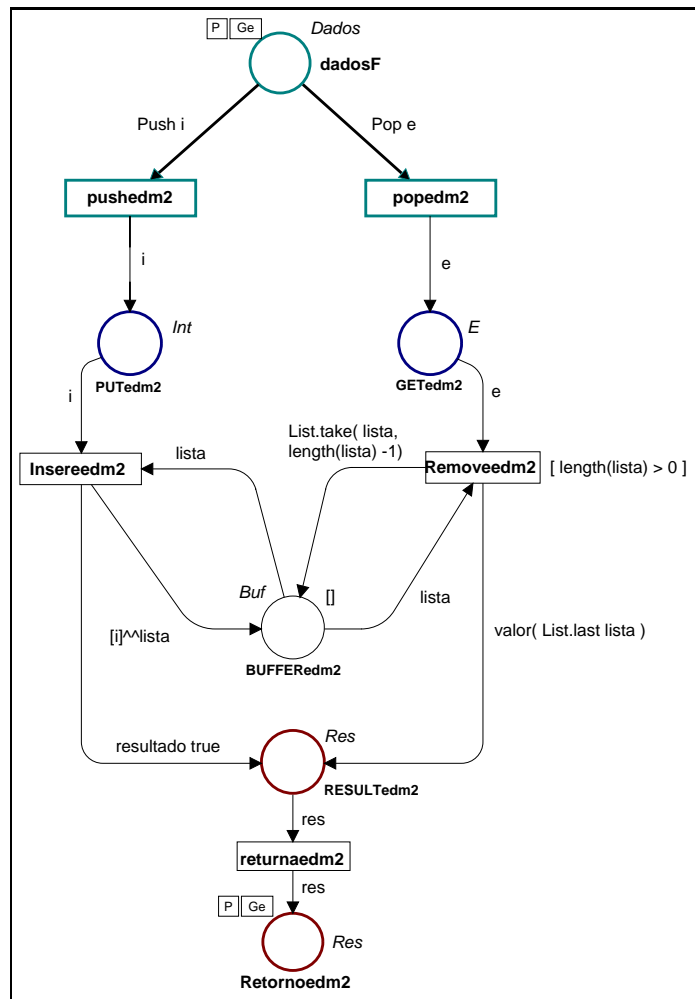 P Ge Dados
dadosF
Push i
Pop e
pushedm2
popedm2
i
e
Int
E
PUTedm2
GETedm2
i
e
List.take( lista,
length(lista) -1)
lista
Insereedm2
Removeedm2
[ length(lista) > 0 ]
Buf
[]
lista
[i]^^lista
BUFFERedm2
valor( List.last lista )
Res
resultado true
RESULTedm2
res
returnaedm2
res
P Ge
Res
Retornoedm2